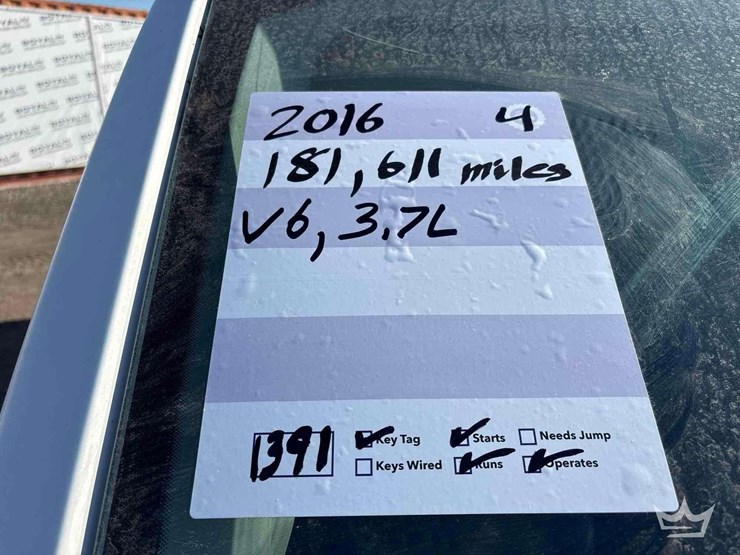 2016 4
181,611 miles
V6, 3.7L
1391
Key Tag Starts Needs Jump
Keys Wired Runs Operates